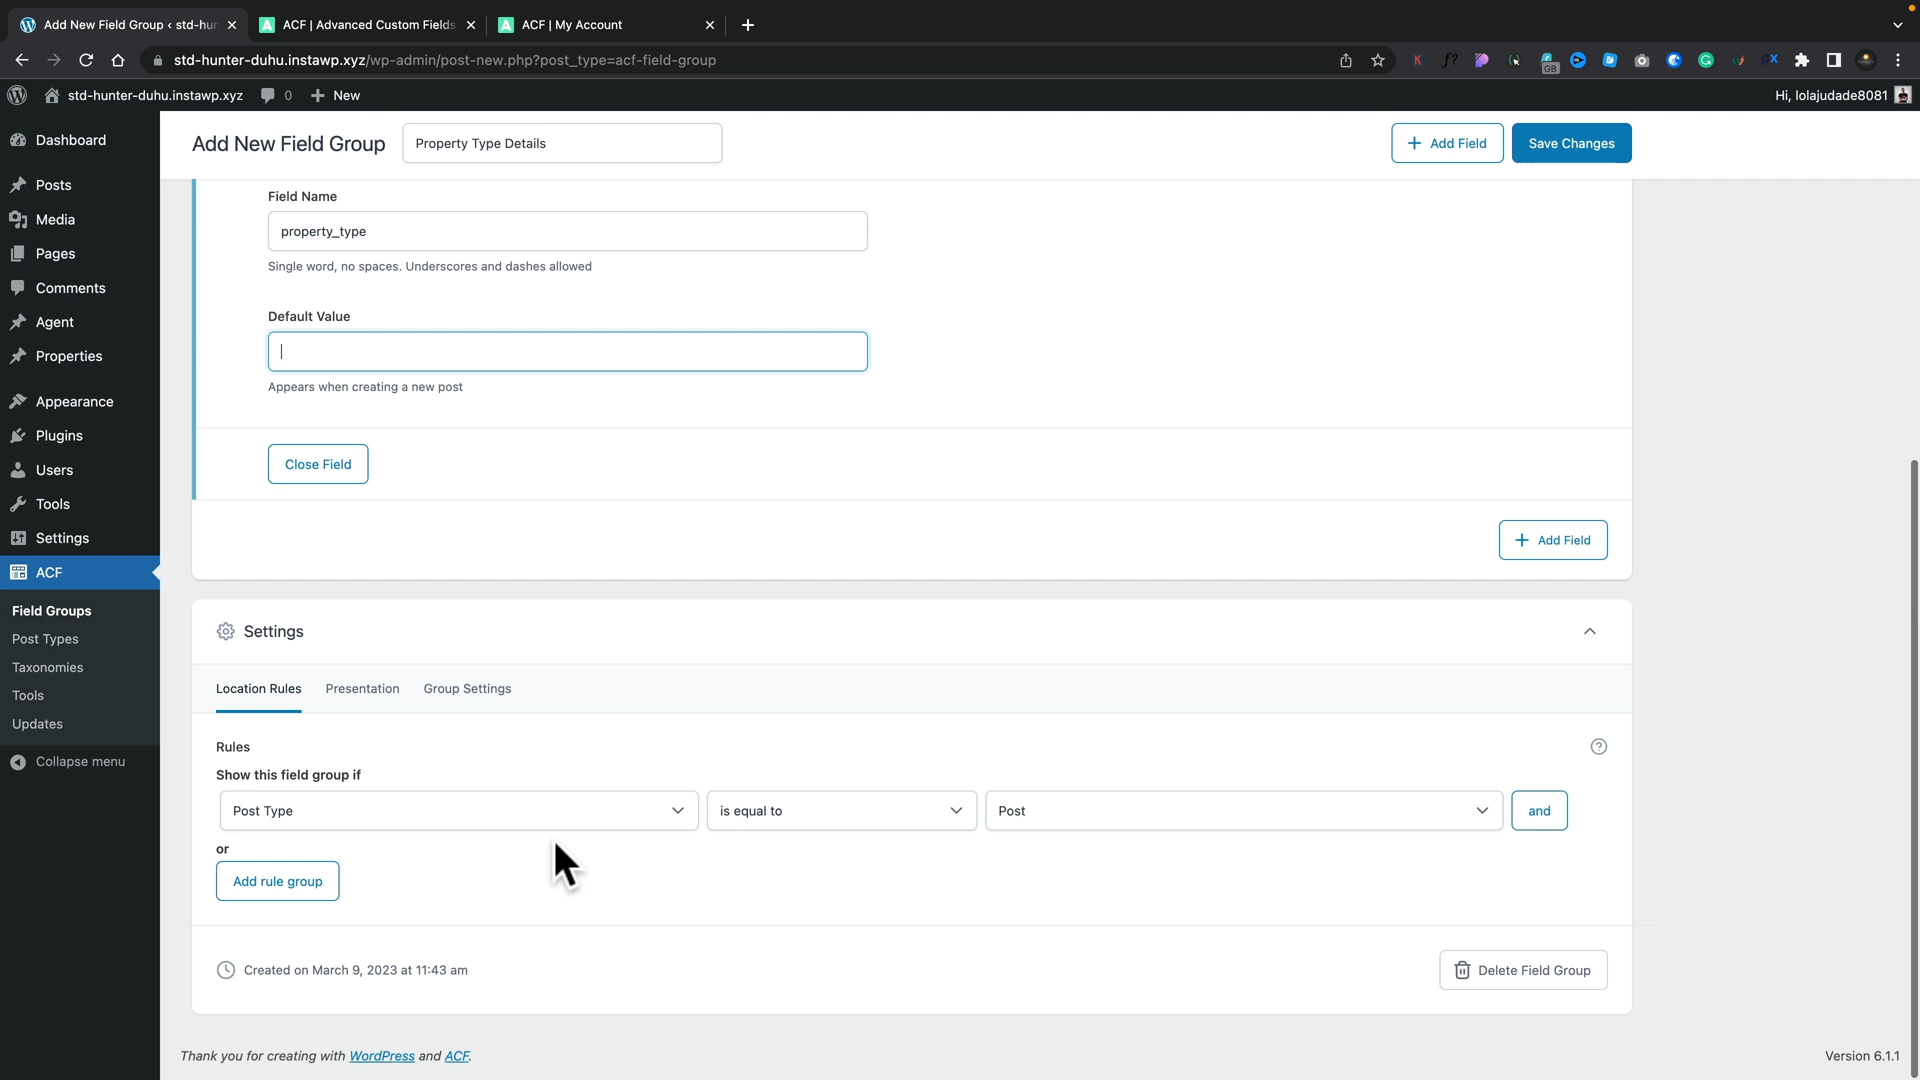 Add New Field Group ‹ std-hun
ACF | Advanced Custom Fields
ACF | My Account
std-hunter-duhu.instawp.xyz/wp-admin/post-new.php?post_type=acf-field-group
std-hunter-duhu.instawp.xyz
0
New
Hi, lolajudade8081
Dashboard
Posts
Media
Pages
Comments
Agent
Properties
Appearance
Plugins
Users
Tools
Settings
ACF
Field Groups
Post Types
Taxonomies
Tools
Updates
Collapse menu
Add New Field Group
Property Type Details
Add Field
Save Changes
Field Name
property_type
Single word, no spaces. Underscores and dashes allowed
Default Value
Appears when creating a new post
Close Field
Add Field
Settings
Location Rules
Presentation
Group Settings
Rules
Show this field group if
Post Type
is equal to
Post
and
or
Add rule group
Created on March 9, 2023 at 11:43 am
Delete Field Group
Thank you for creating with WordPress and ACF.
Version 6.1.1